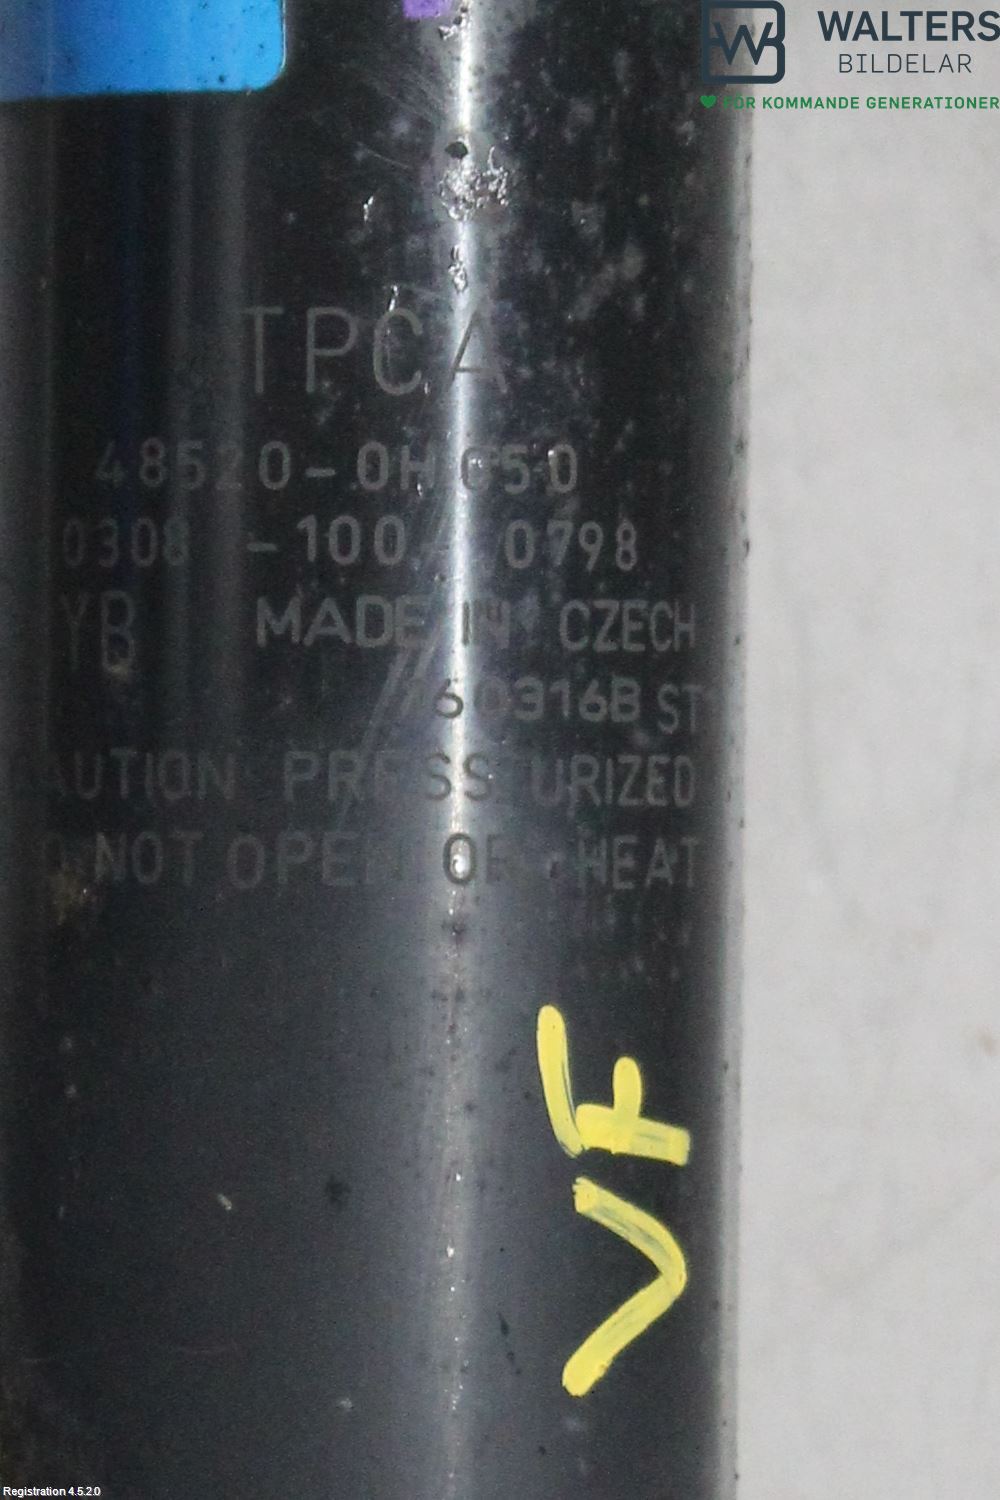 WALTERS
BILDELAR
FÖR KOMMANDE GENERATIONER
TPCA
48520-0H050
0308 -100- 0798
YB MADE IN CZECH
160316B ST
AUTION PRESSURIZED
O NOT OPEN OR HEAT
VF
Registration 4.5.2.0